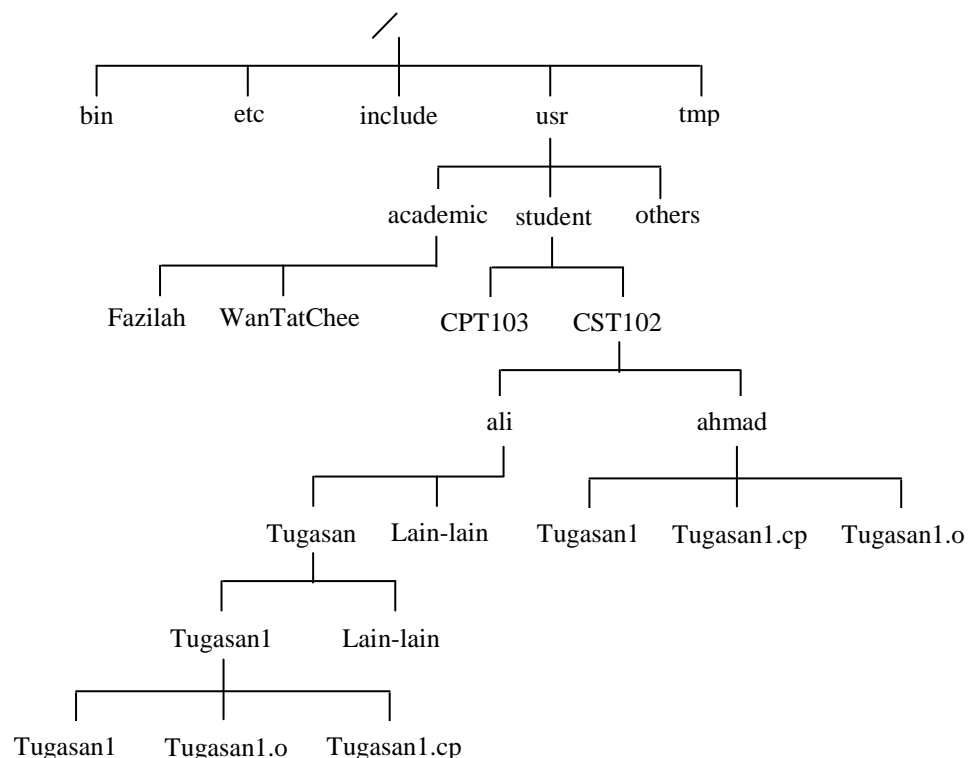 /
bin etc include usr tmp
academic student others
Fazilah WanTatChee CPT103 CST102
ali ahmad
Tugasan Lain-lain Tugasan1 Tugasan1.cp Tugasan1.o
Tugasan1 Lain-lain
Tugasan1 Tugasan1.o Tugasan1.cp